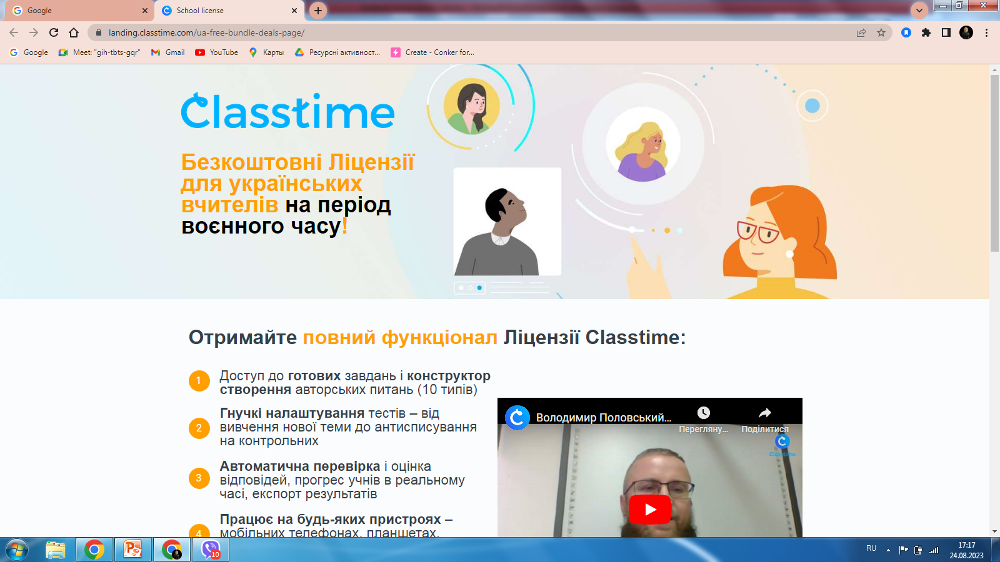 Google
School license
landing.classtime.com/ua-free-bundle-deals-page/
Google
Meet: "gih-tbts-gqr"
Gmail
YouTube
Карты
Ресурсні активност...
Create - Conker for...
Classtime
Безкоштовні Ліцензії
для українських
вчителів на період
воєнного часу!
Отримайте повний функціонал Ліцензії Classtime:
1
Доступ до готових завдань і конструктор
створення авторських питань (10 типів)
2
Гнучкі налаштування тестів – від
вивчення нової теми до антисписування
на контрольних
3
Автоматична перевірка і оцінка
відповідей, прогрес учнів в реальному
часі, експорт результатів
4
Працює на будь-яких пристроях –
мобільних телефонах, планшетах,
Володимир Половський...
Переглянy...
Поділитися
Classtime
10
RU
17:17
24.08.2023